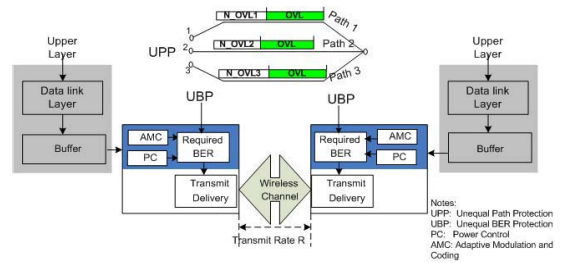 N_OVL1 OVL Path 1
1
UPP 2 N_OVL2 OVL Path 2 0
3
N_OVL3 OVL Path 3
Upper
Layer
Data link
Layer
Buffer
UBP
AMC
PC
Required
BER
Transmit
Delivery
Wireless
Channel
Transmit Rate R
UBP
Required
BER
AMC
PC
Transmit
Delivery
Upper
Layer
Data link
Layer
Buffer
Notes:
UPP: Unequal Path Protection
UBP: Unequal BER Protection
PC: Power Control
AMC: Adaptive Modulation and
Coding